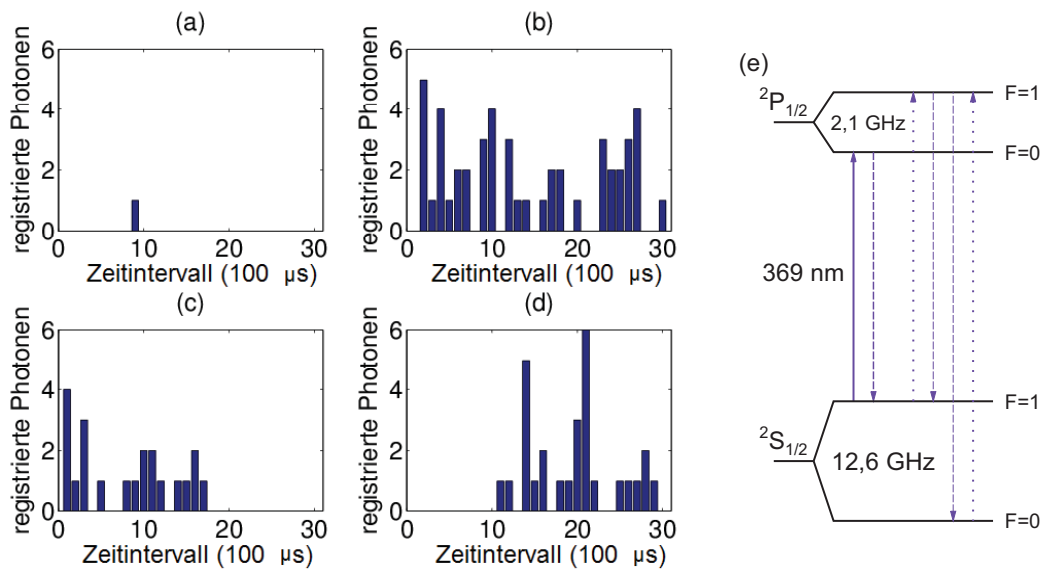 (a)
registrierte Photonen
6
4
2
0
0 10 20 30
Zeitintervall (100 µs)
(b)
registrierte Photonen
6
4
2
0
0 10 20 30
Zeitintervall (100 µs)
(c)
registrierte Photonen
6
4
2
0
0 10 20 30
Zeitintervall (100 µs)
(d)
registrierte Photonen
6
4
2
0
0 10 20 30
Zeitintervall (100 µs)
(e)
²P₁/₂
2,1 GHz
F=1
F=0
369 nm
²S₁/₂
12,6 GHz
F=1
F=0